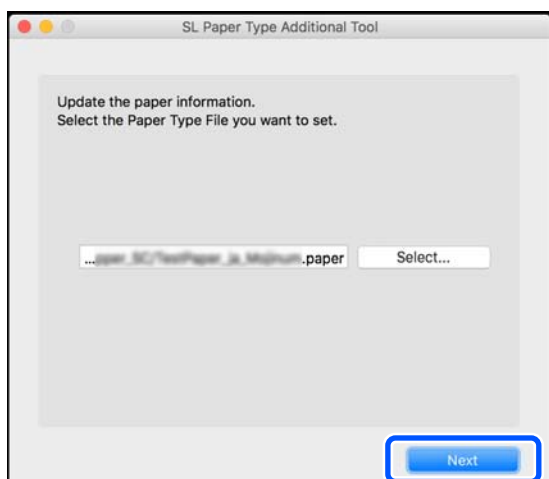 SL Paper Type Additional Tool
Update the paper information.
Select the Paper Type File you want to set.
... .paper
Select...
Next